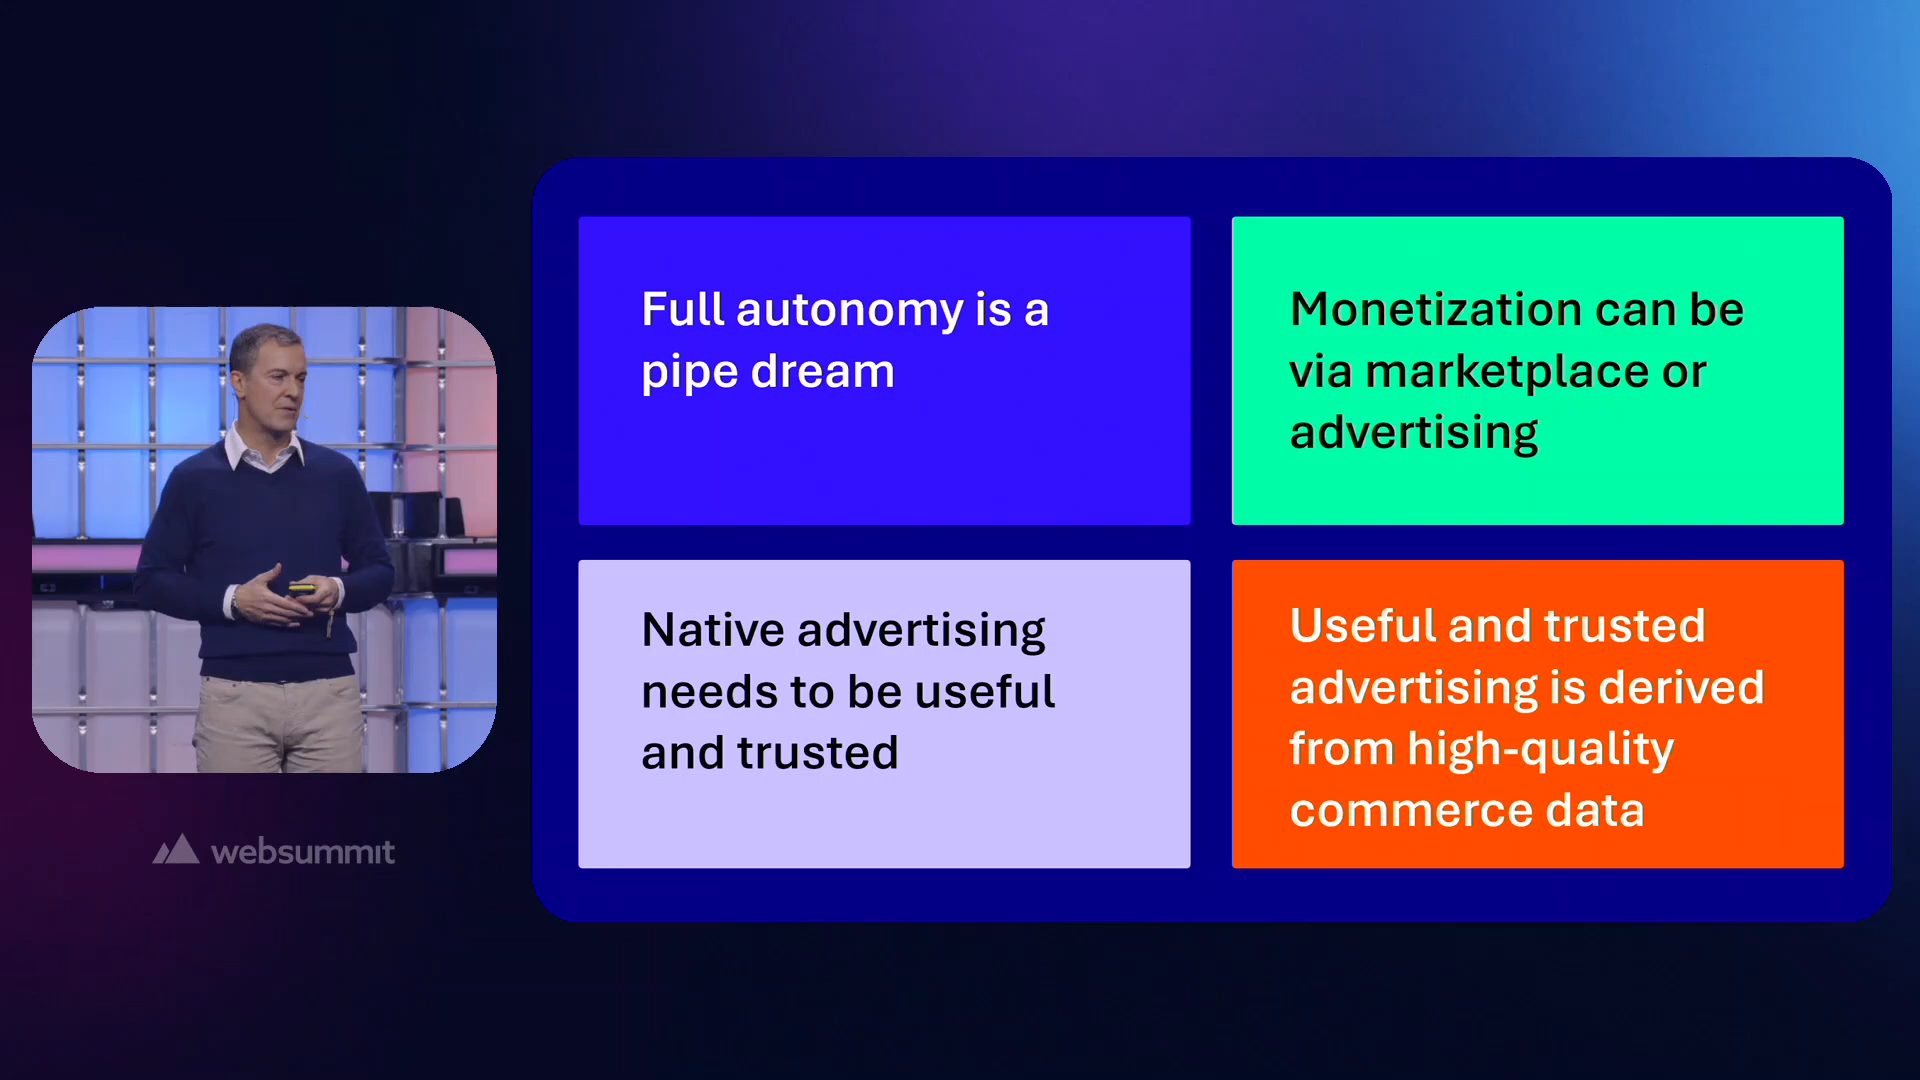 Full autonomy is a
pipe dream
Monetization can be
via marketplace or
advertising
Native advertising
needs to be useful
and trusted
Useful and trusted
advertising is derived
from high-quality
commerce data
websummit